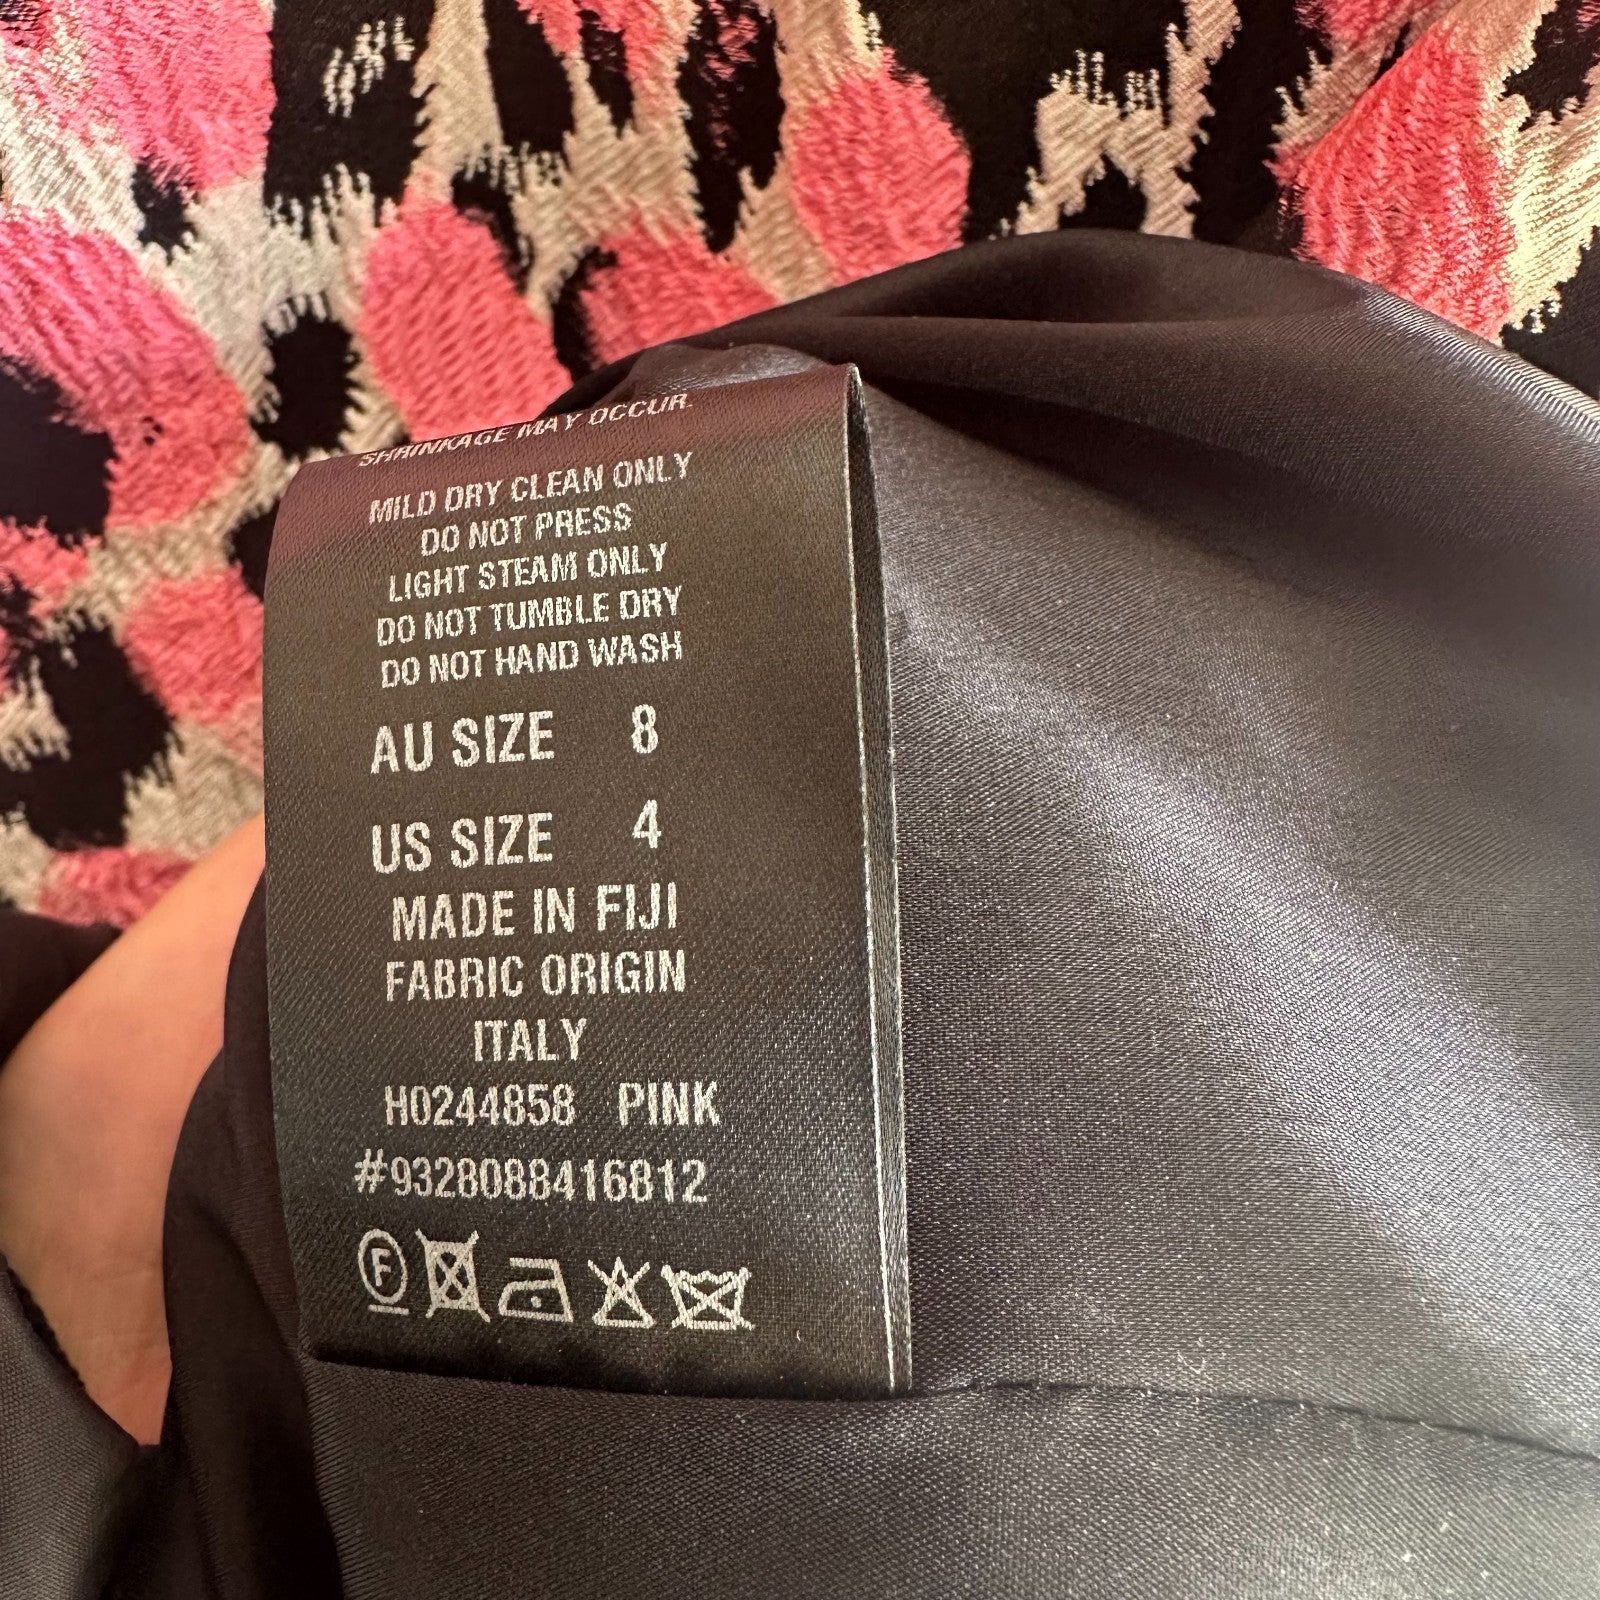 SHRINKAGE MAY OCCUR.
MILD DRY CLEAN ONLY
DO NOT PRESS
LIGHT STEAM ONLY
DO NOT TUMBLE DRY
DO NOT HAND WASH
AU SIZE 8
US SIZE 4
MADE IN FIJI
FABRIC ORIGIN
ITALY
H0244858 PINK
#9328088416812
F